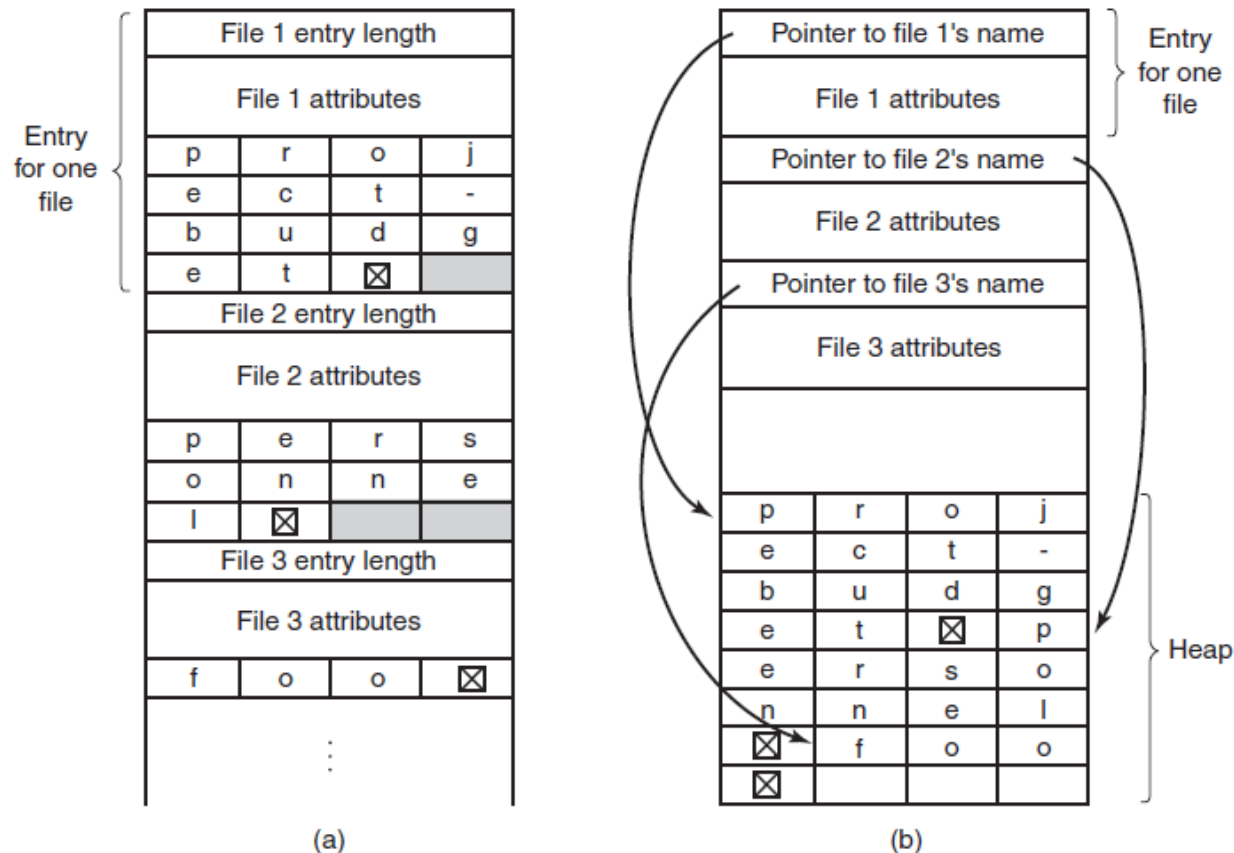 File 1 entry length
File 1 attributes
Entry
for one
file
p r o j
e c t -
b u d g
e t ☒
File 2 entry length
File 2 attributes
p e r s
o n n e
l ☒
File 3 entry length
File 3 attributes
f o o ☒
⋮
(a)
Pointer to file 1's name
File 1 attributes
Entry
for one
file
Pointer to file 2's name
File 2 attributes
Pointer to file 3's name
File 3 attributes
p r o j
e c t -
b u d g
e t ☒ p
e r s o
n n e l
☒ f o o
☒
Heap
(b)